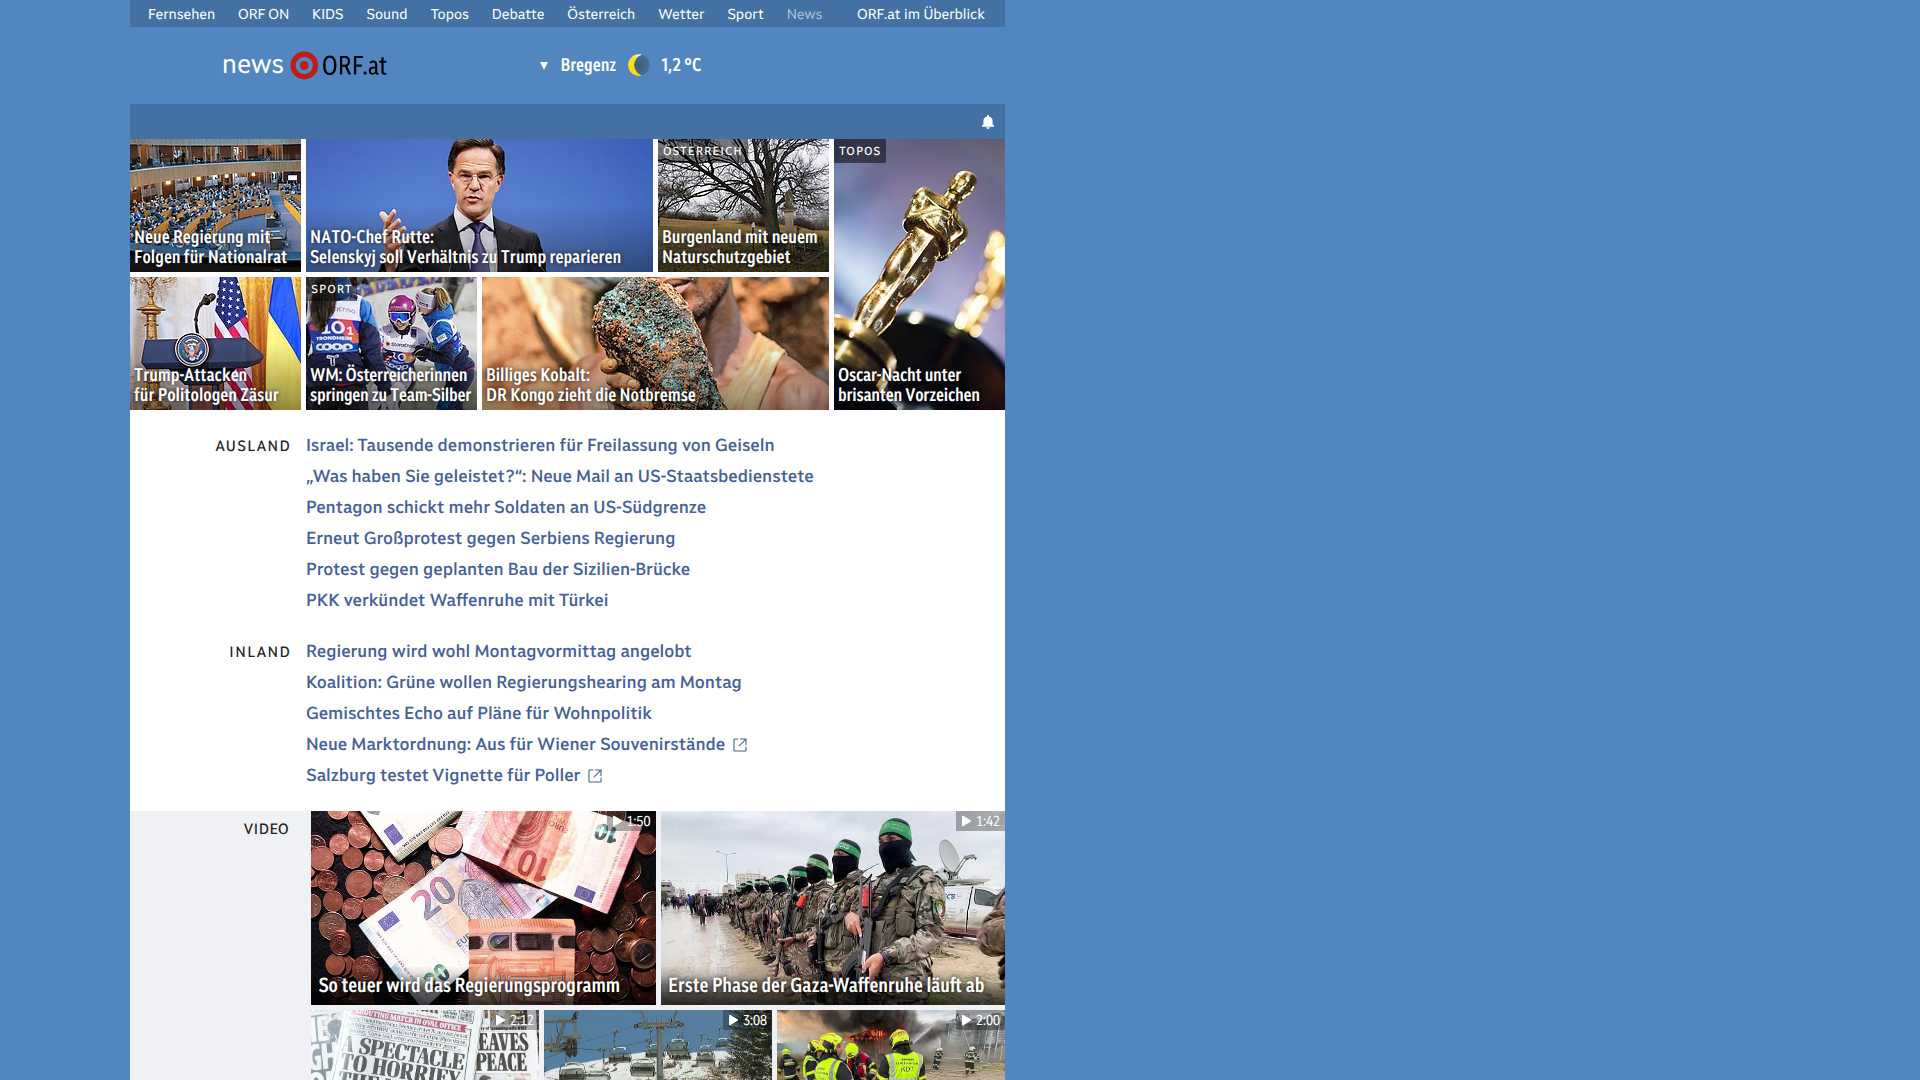 Fernsehen ORF ON KIDS Sound Topos Debatte Österreich Wetter Sport News ORF.at im Überblick
news ORF.at
Bregenz 1,2 °C
Neue Regierung mit
Folgen für Nationalrat
NATO-Chef Rutte:
Selenskyj soll Verhältnis zu Trump reparieren
ÖSTERREICH
Burgenland mit neuem
Naturschutzgebiet
TOPOS
Oscar-Nacht unter
brisanten Vorzeichen
Trump-Attacken
für Politologen Zäsur
SPORT
WM: Österreicherinnen
springen zu Team-Silber
Billiges Kobalt:
DR Kongo zieht die Notbremse
AUSLAND
Israel: Tausende demonstrieren für Freilassung von Geiseln
„Was haben Sie geleistet?“: Neue Mail an US-Staatsbedienstete
Pentagon schickt mehr Soldaten an US-Südgrenze
Erneut Großprotest gegen Serbiens Regierung
Protest gegen geplanten Bau der Sizilien-Brücke
PKK verkündet Waffenruhe mit Türkei
INLAND
Regierung wird wohl Montagvormittag angelobt
Koalition: Grüne wollen Regierungshearing am Montag
Gemischtes Echo auf Pläne für Wohnpolitik
Neue Marktordnung: Aus für Wiener Souvenirstände
Salzburg testet Vignette für Poller
VIDEO
1:50
So teuer wird das Regierungsprogramm
1:42
Erste Phase der Gaza-Waffenruhe läuft ab
2:12
A SPECTACLE
TO HORRIFY
EAVES
PEACE
3:08
2:00